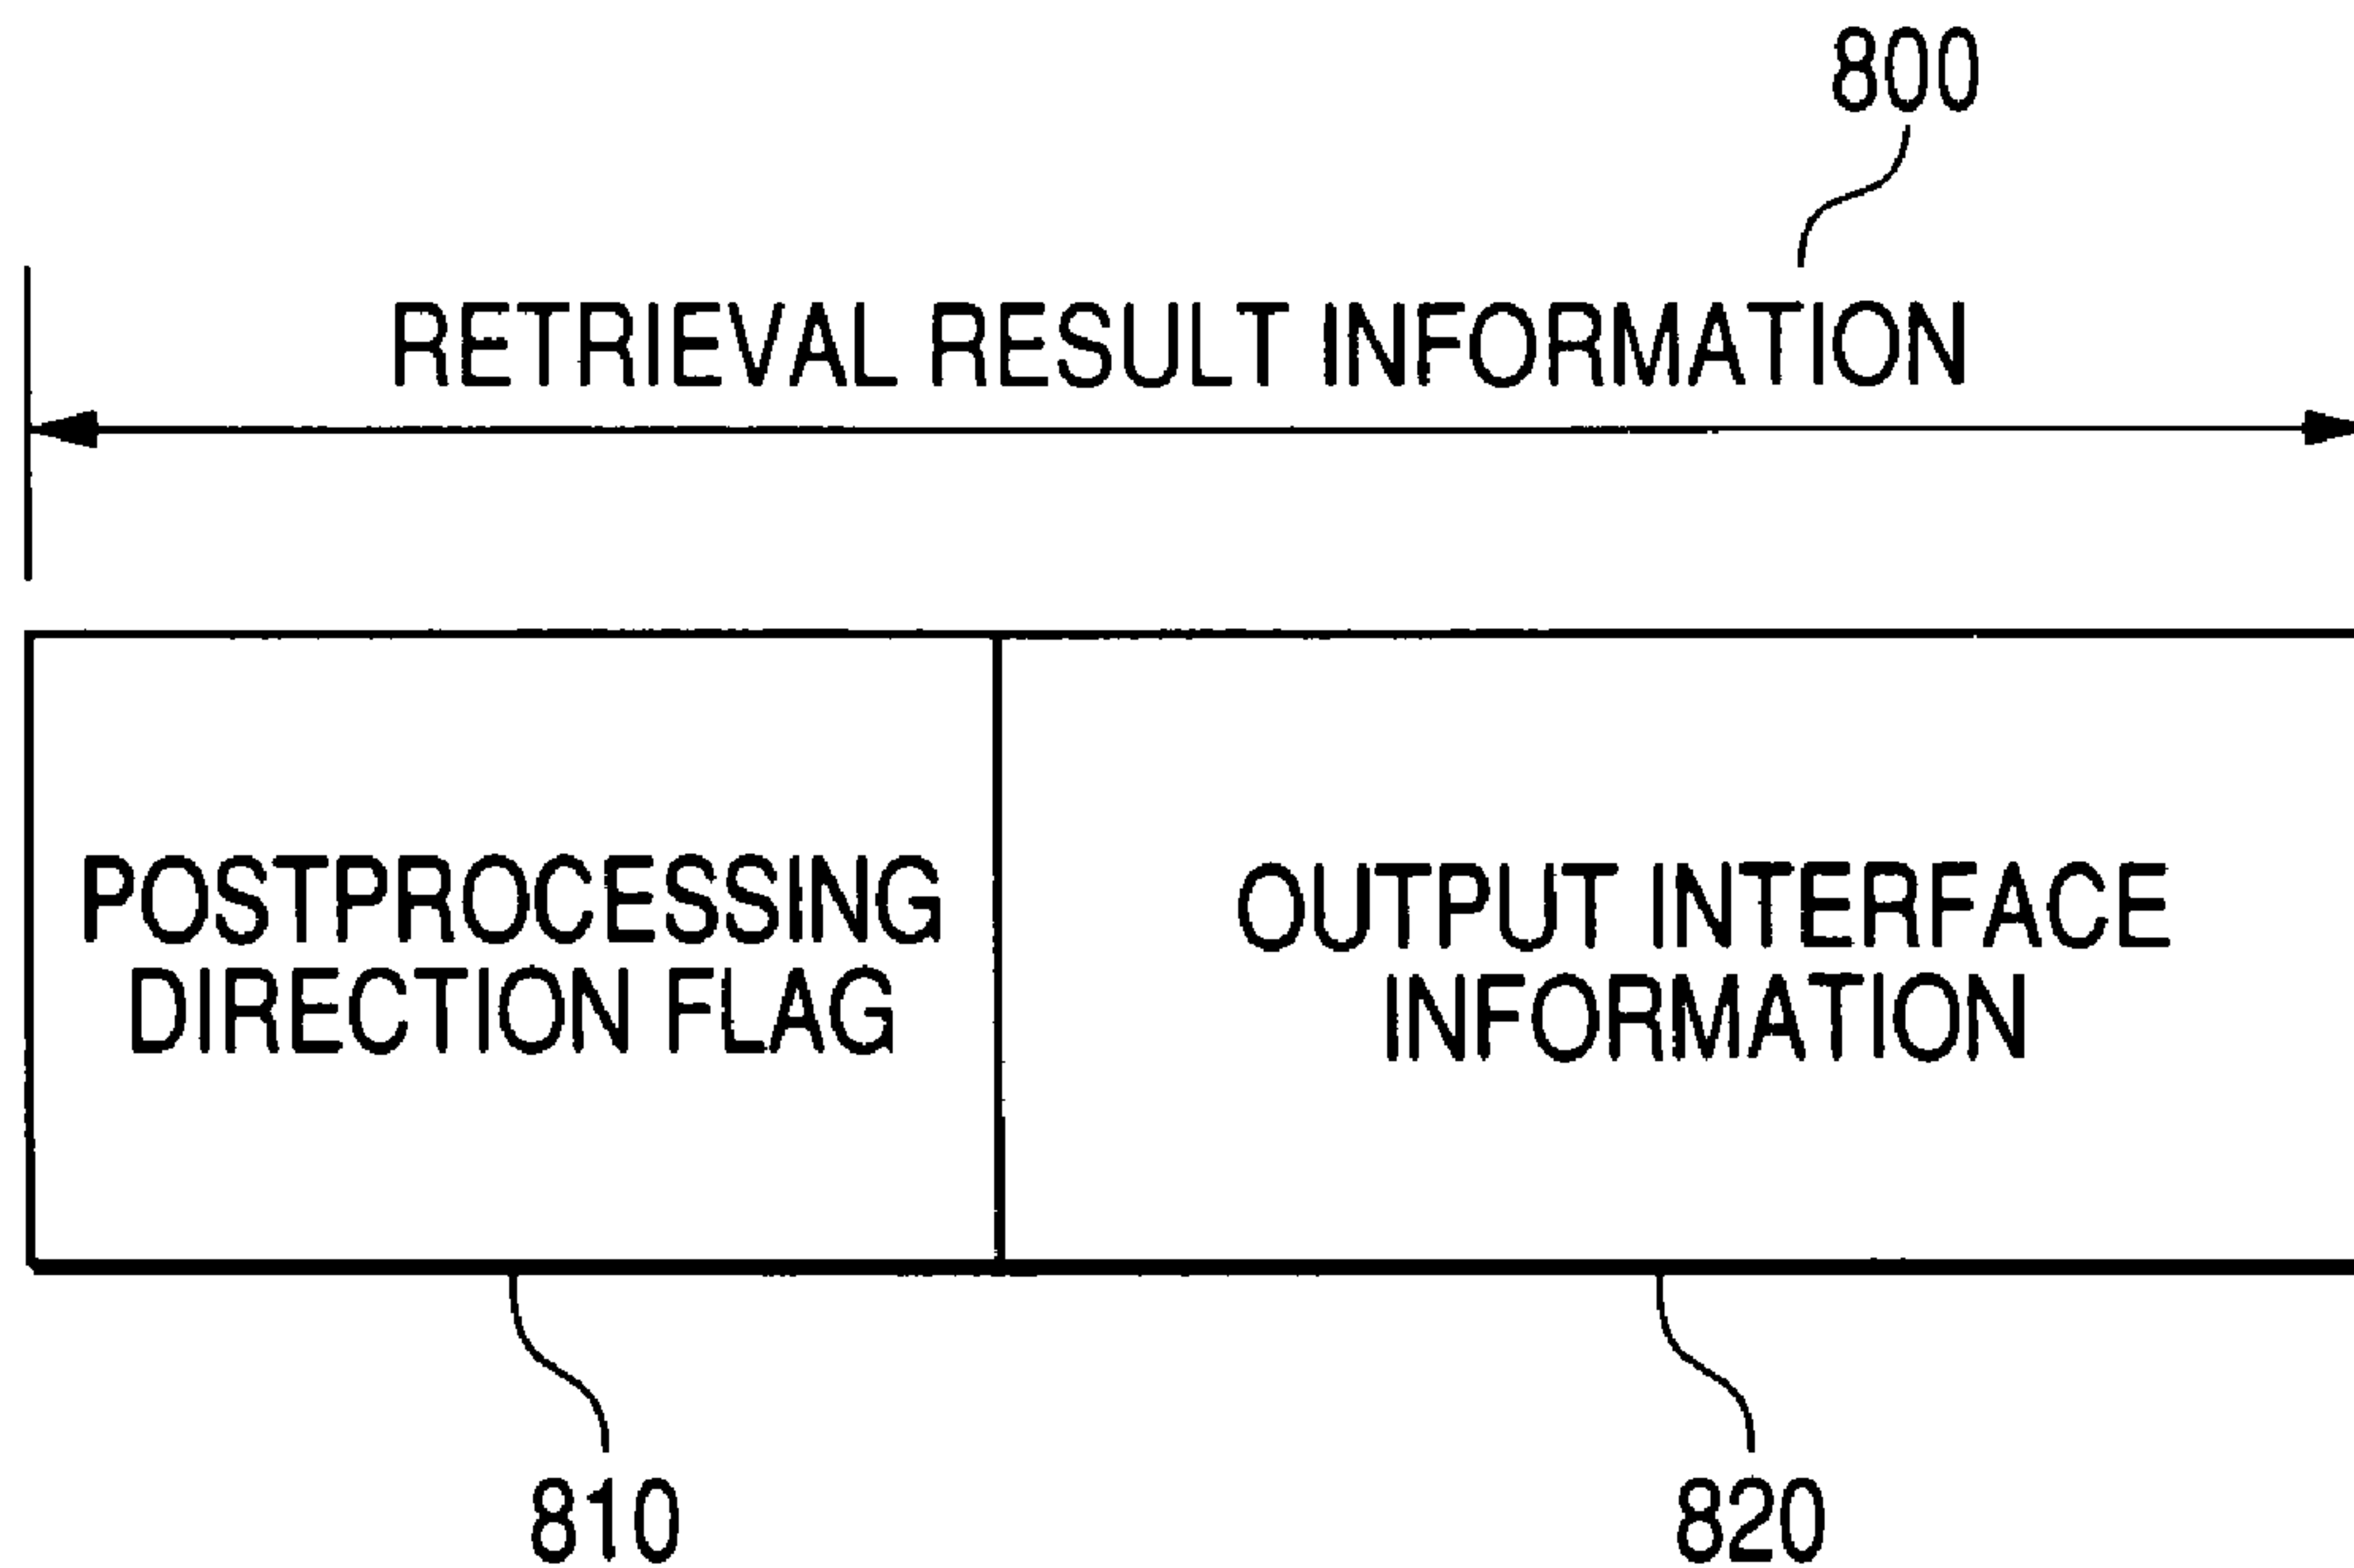 800
RETRIEVAL RESULT INFORMATION
POSTPROCESSING
DIRECTION FLAG
OUTPUT INTERFACE
INFORMATION
810
820